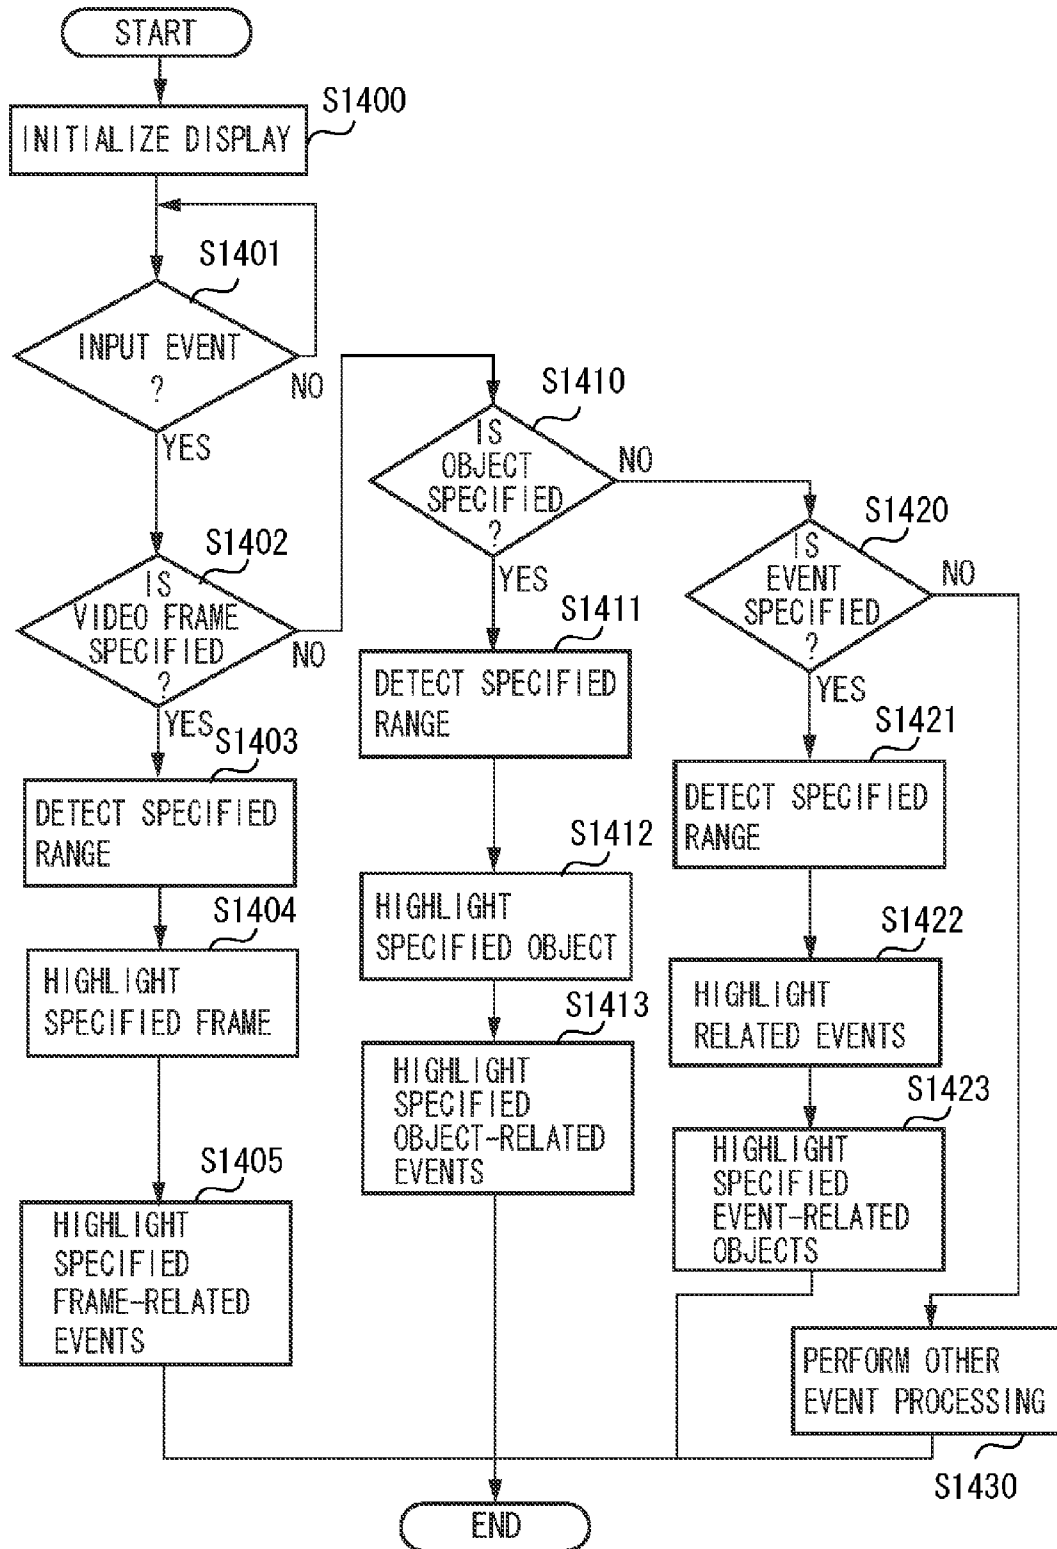 START
S1400
INITIALIZE DISPLAY
S1401
INPUT EVENT
?
NO
YES
S1402
IS
VIDEO FRAME
SPECIFIED
?
NO
YES
S1403
DETECT SPECIFIED
RANGE
S1404
HIGHLIGHT
SPECIFIED FRAME
S1405
HIGHLIGHT
SPECIFIED
FRAME-RELATED
EVENTS
S1410
IS
OBJECT
SPECIFIED
?
NO
YES
S1411
DETECT SPECIFIED
RANGE
S1412
HIGHLIGHT
SPECIFIED OBJECT
S1413
HIGHLIGHT
SPECIFIED
OBJECT-RELATED
EVENTS
S1420
IS
EVENT
SPECIFIED
?
NO
YES
S1421
DETECT SPECIFIED
RANGE
S1422
HIGHLIGHT
RELATED EVENTS
S1423
HIGHLIGHT
SPECIFIED
EVENT-RELATED
OBJECTS
PERFORM OTHER
EVENT PROCESSING
S1430
END